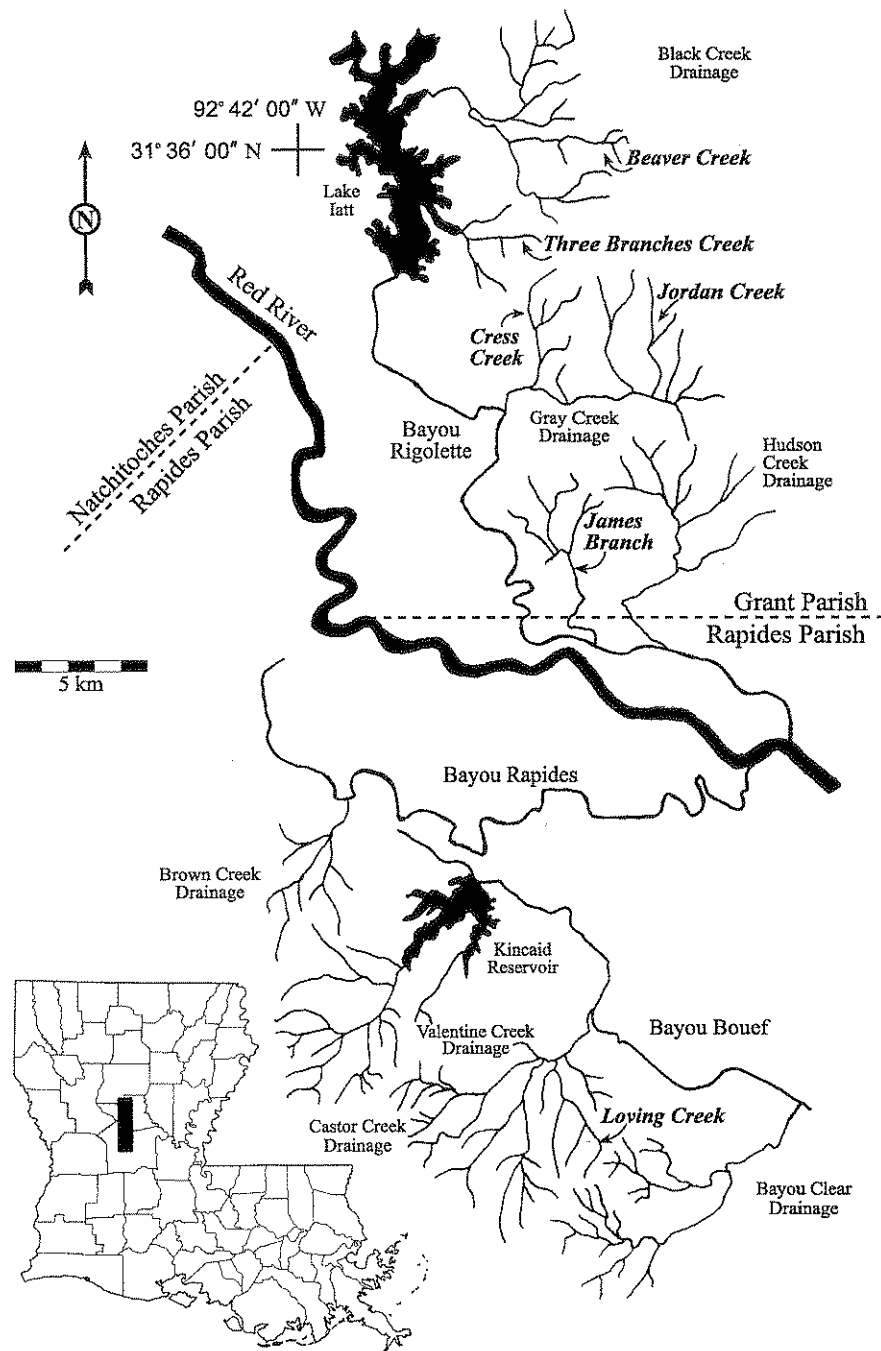 Black Creek
Drainage
92° 42′ 00″ W
31° 36′ 00″ N
Beaver Creek
Lake
Iatt
N
Three Branches Creek
Red River
Jordan Creek
Cress
Creek
Natchitoches Parish
Rapides Parish
Bayou
Rigolette
Gray Creek
Drainage
Hudson
Creek
Drainage
James
Branch
Grant Parish
Rapides Parish
5 km
Bayou Rapides
Brown Creek
Drainage
Kincaid
Reservoir
Valentine Creek
Drainage
Bayou Bouef
Castor Creek
Drainage
Loving Creek
Bayou Clear
Drainage